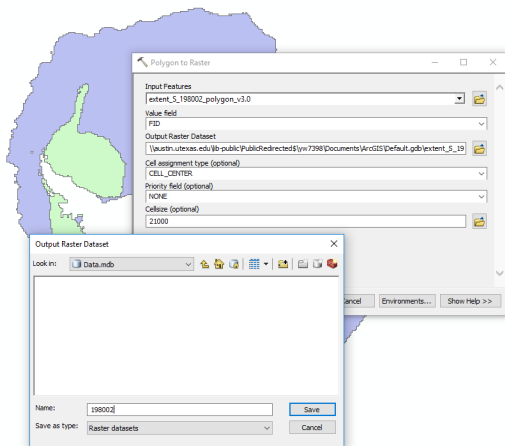 Polygon to Raster
Input Features
extent_S_198002_polygon_v3.0
Value field
FID
Output Raster Dataset
\\austin.utexas.edu\lib-public\PublicRedirected$\yw7398\Documents\ArcGIS\Default.gdb\extent_S_19
Cell assignment type (optional)
CELL_CENTER
Priority field (optional)
NONE
Cellsize (optional)
21000
Cancel Environments... Show Help >>
Output Raster Dataset
Look in: Data.mdb
Name: 198002
Save
Save as type: Raster datasets
Cancel